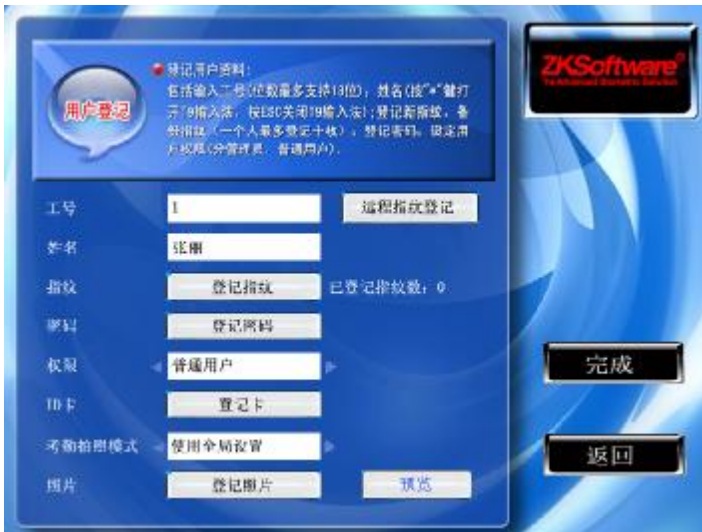 用户登记
登记用户资料:
包括输入工号(位数最多支持18位); 姓名(按"*"键打
开T9输入法, 按ESC关闭T9输入法);登记新指纹, 备
份指纹 (一个人最多登记十枚) ; 登记密码; 设定用
户权限(分管理员、普通用户).
ZKSoftware
工号 1 远程指纹登记
姓名 张丽
指纹 登记指纹 已登记指纹数: 0
密码 登记密码
权限 普通用户
完成
ID卡 登记卡
考勤拍照模式 使用全局设置
返回
照片 登记照片 预览